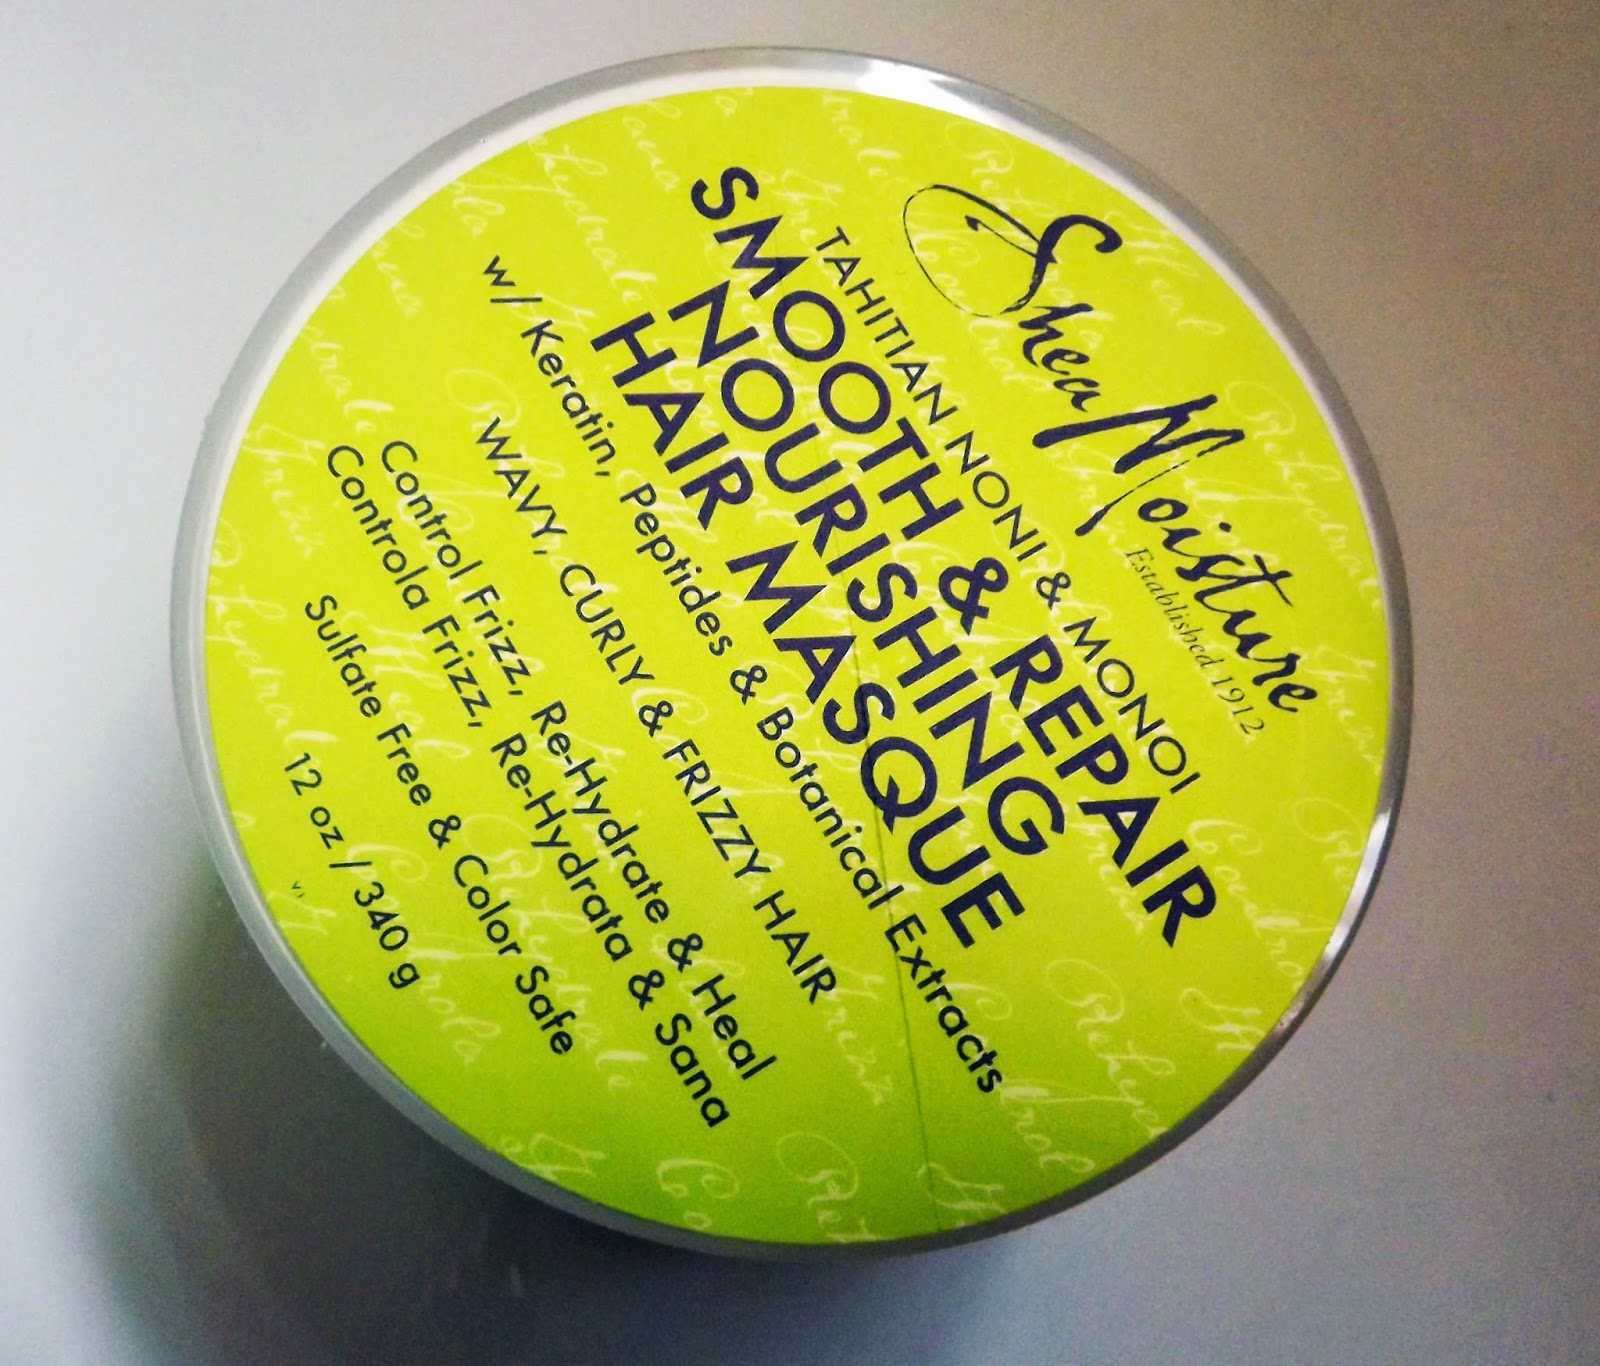 Shea Moisture
Established 1912
TAHITIAN NONI & MONOI
SMOOTH & REPAIR
NOURISHING
HAIR MASQUE
w/ Keratin, Peptides & Botanical Extracts
WAVY, CURLY & FRIZZY HAIR
Control Frizz, Re-Hydrate & Heal
Controla Frizz, Re-Hydrata & Sana
Sulfate Free & Color Safe
12 oz / 340 g